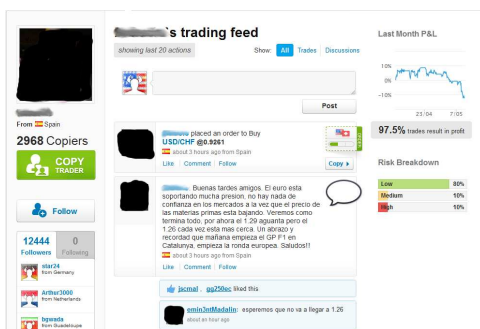 's trading feed
showing last 20 actions
Show: All Trades Discussions
Post
From Spain
2968 Copiers
COPY
TRADER
Follow
12444
Followers
0
Following
star24
from Germany
Arther3000
from Netherlands
bgwada
from Guadeloupe
placed an order to Buy
USD/CHF @0.9261
about 3 hours ago from Spain
Like Comment Follow
Copy
Buenas tardes amigos. El euro esta
soportando mucha presion, no hay nada de
confianza en los mercados a la vez que el precio de
las materias primas esta bajando. Veremos como
termina todo, por ahora el 1.29 aguanta pero el
1.26 cada vez esta mas cerca. Un abrazo y
recordad que mañana empieza el GP F1 en
Catalunya, empieza la ronda europea. Saludos!!
about 3 hours ago from Spain
Like Comment Follow
jacmal , gg250ec liked this
omin3ntMadalin: esperemos que no va a llegar a 1.26
about an hour ago
Last Month P&L
10%
0%
-10%
23/04 7/05
97.5% trades result in profit
Risk Breakdown
Low 80%
Medium 10%
High 10%